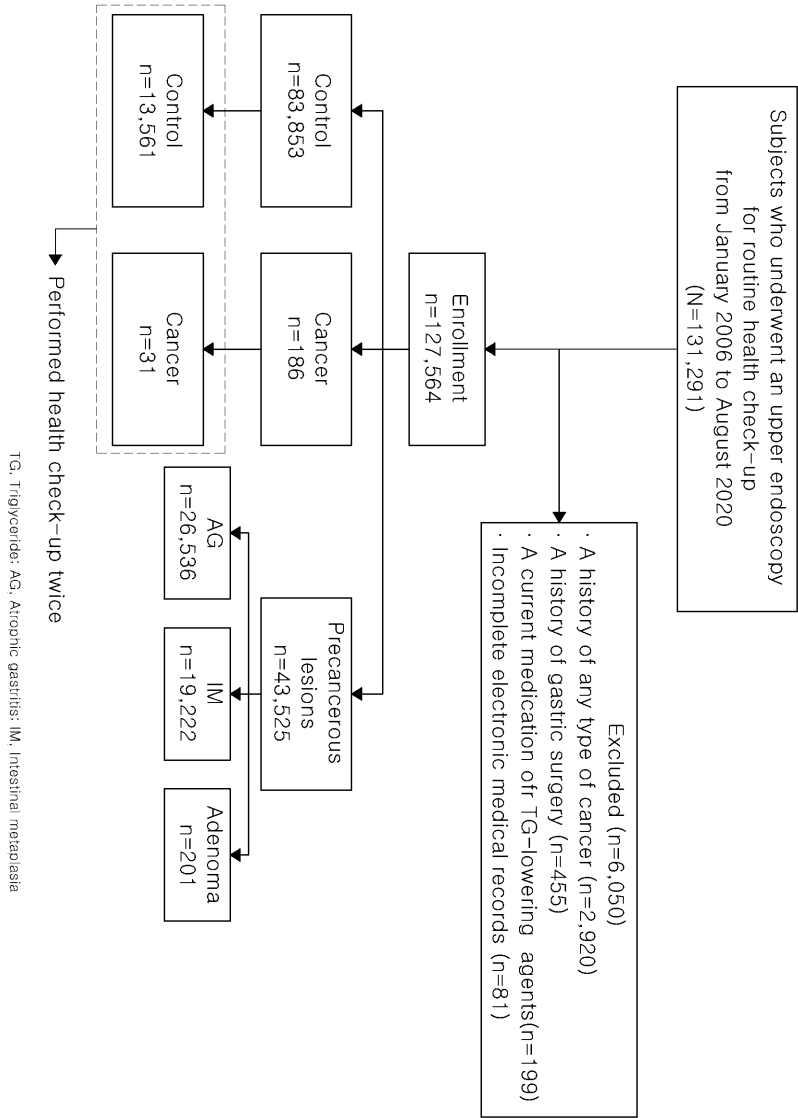 Subjects who underwent an upper endoscopy
for routine health check-up
from January 2006 to August 2020
(N=131,291)
Excluded (n=6,050)
· A history of any type of cancer (n=2,920)
· A history of gastric surgery (n=455)
· A current medication ofr TG-lowering agents(n=199)
· Incomplete electronic medical records (n=81)
Enrollment
n=127,564
Control
n=83,853
Cancer
n=186
Precancerous
lesions
n=43,525
Control
n=13,561
Cancer
n=31
AG
n=26,536
IM
n=19,222
Adenoma
n=201
Performed health check-up twice
TG, Triglyceride; AG, Atrophic gastritis; IM, Intestinal metaplasia